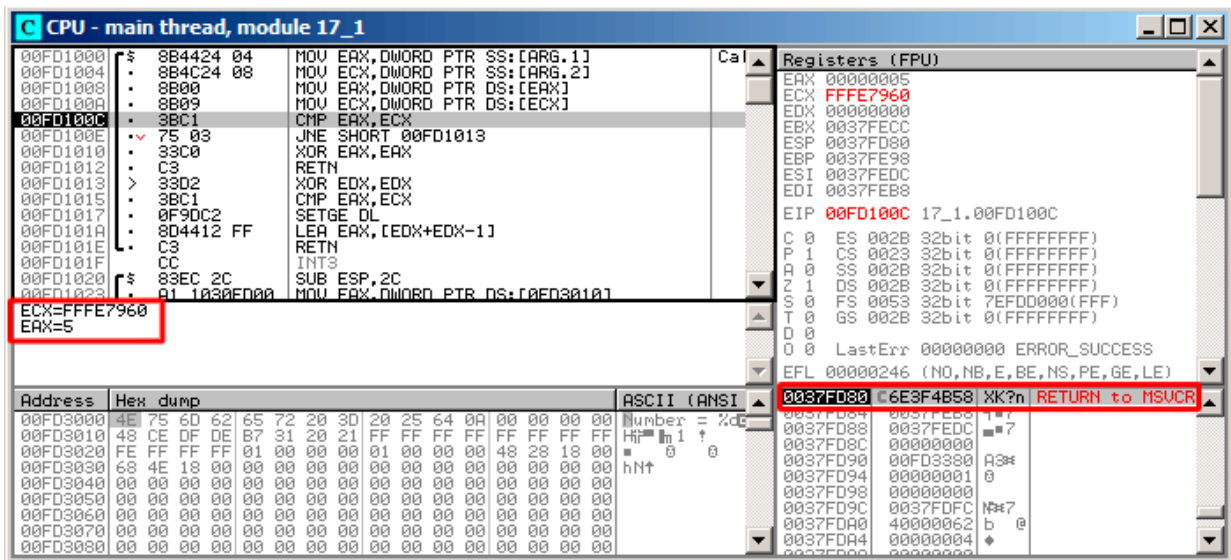 CPU - main thread, module 17_1
00FD1000 $ 8B4424 04 MOV EAX,DWORD PTR SS:[ARG.1] Cal
00FD1004 . 8B4C24 08 MOV ECX,DWORD PTR SS:[ARG.2]
00FD1008 . 8B00 MOV EAX,DWORD PTR DS:[EAX]
00FD100A . 8B09 MOV ECX,DWORD PTR DS:[ECX]
00FD100C . 3BC1 CMP EAX,ECX
00FD100E . 75 03 JNE SHORT 00FD1013
00FD1010 . 33C0 XOR EAX,EAX
00FD1012 . C3 RETN
00FD1013 > 33D2 XOR EDX,EDX
00FD1015 . 3BC1 CMP EAX,ECX
00FD1017 . 0F9DC2 SETGE DL
00FD101A . 8D4412 FF LEA EAX,[EDX+EDX-1]
00FD101E . C3 RETN
00FD101F CC INT3
00FD1020 $ 83EC 2C SUB ESP,2C
00FD1023 . A1 1030FD00 MOV EAX,DWORD PTR DS:[0FD3010]
ECX=FFFE7960
EAX=5
Registers (FPU)
EAX 00000005
ECX FFFE7960
EDX 00000000
EBX 0037FECC
ESP 0037FD80
EBP 0037FE98
ESI 0037FEDC
EDI 0037FEB8
EIP 00FD100C 17_1.00FD100C
C 0 ES 002B 32bit 0(FFFFFFFF)
P 1 CS 0023 32bit 0(FFFFFFFF)
A 0 SS 002B 32bit 0(FFFFFFFF)
Z 1 DS 002B 32bit 0(FFFFFFFF)
S 0 FS 0053 32bit 7EFDD000(FFF)
T 0 GS 002B 32bit 0(FFFFFFFF)
D 0
O 0 LastErr 00000000 ERROR_SUCCESS
EFL 00000246 (NO,NB,E,BE,NS,PE,GE,LE)
Address Hex dump ASCII (ANSI
00FD3000 4E 75 6D 62 65 72 20 3D 20 25 64 0A 00 00 00 00 Number = %d
00FD3010 48 CE DF DE B7 31 20 21 FF FF FF FF FF FF FF FF
00FD3020 FE FF FF FF 01 00 00 00 01 00 00 00 48 28 18 00
00FD3030 68 4E 18 00 00 00 00 00 00 00 00 00 00 00 00 00 hN↑
00FD3040 00 00 00 00 00 00 00 00 00 00 00 00 00 00 00 00
00FD3050 00 00 00 00 00 00 00 00 00 00 00 00 00 00 00 00
00FD3060 00 00 00 00 00 00 00 00 00 00 00 00 00 00 00 00
00FD3070 00 00 00 00 00 00 00 00 00 00 00 00 00 00 00 00
00FD3080 00 00 00 00 00 00 00 00 00 00 00 00 00 00 00 00
0037FD80 6E3F4B58 XK?n RETURN to MSVCR
0037FD84 0037FEB8
0037FD88 0037FEDC
0037FD8C 00000000
0037FD90 00FD3380
0037FD94 00000001
0037FD98 00000000
0037FD9C 0037FDFC
0037FDA0 40000062 b @
0037FDA4 00000004 ♦